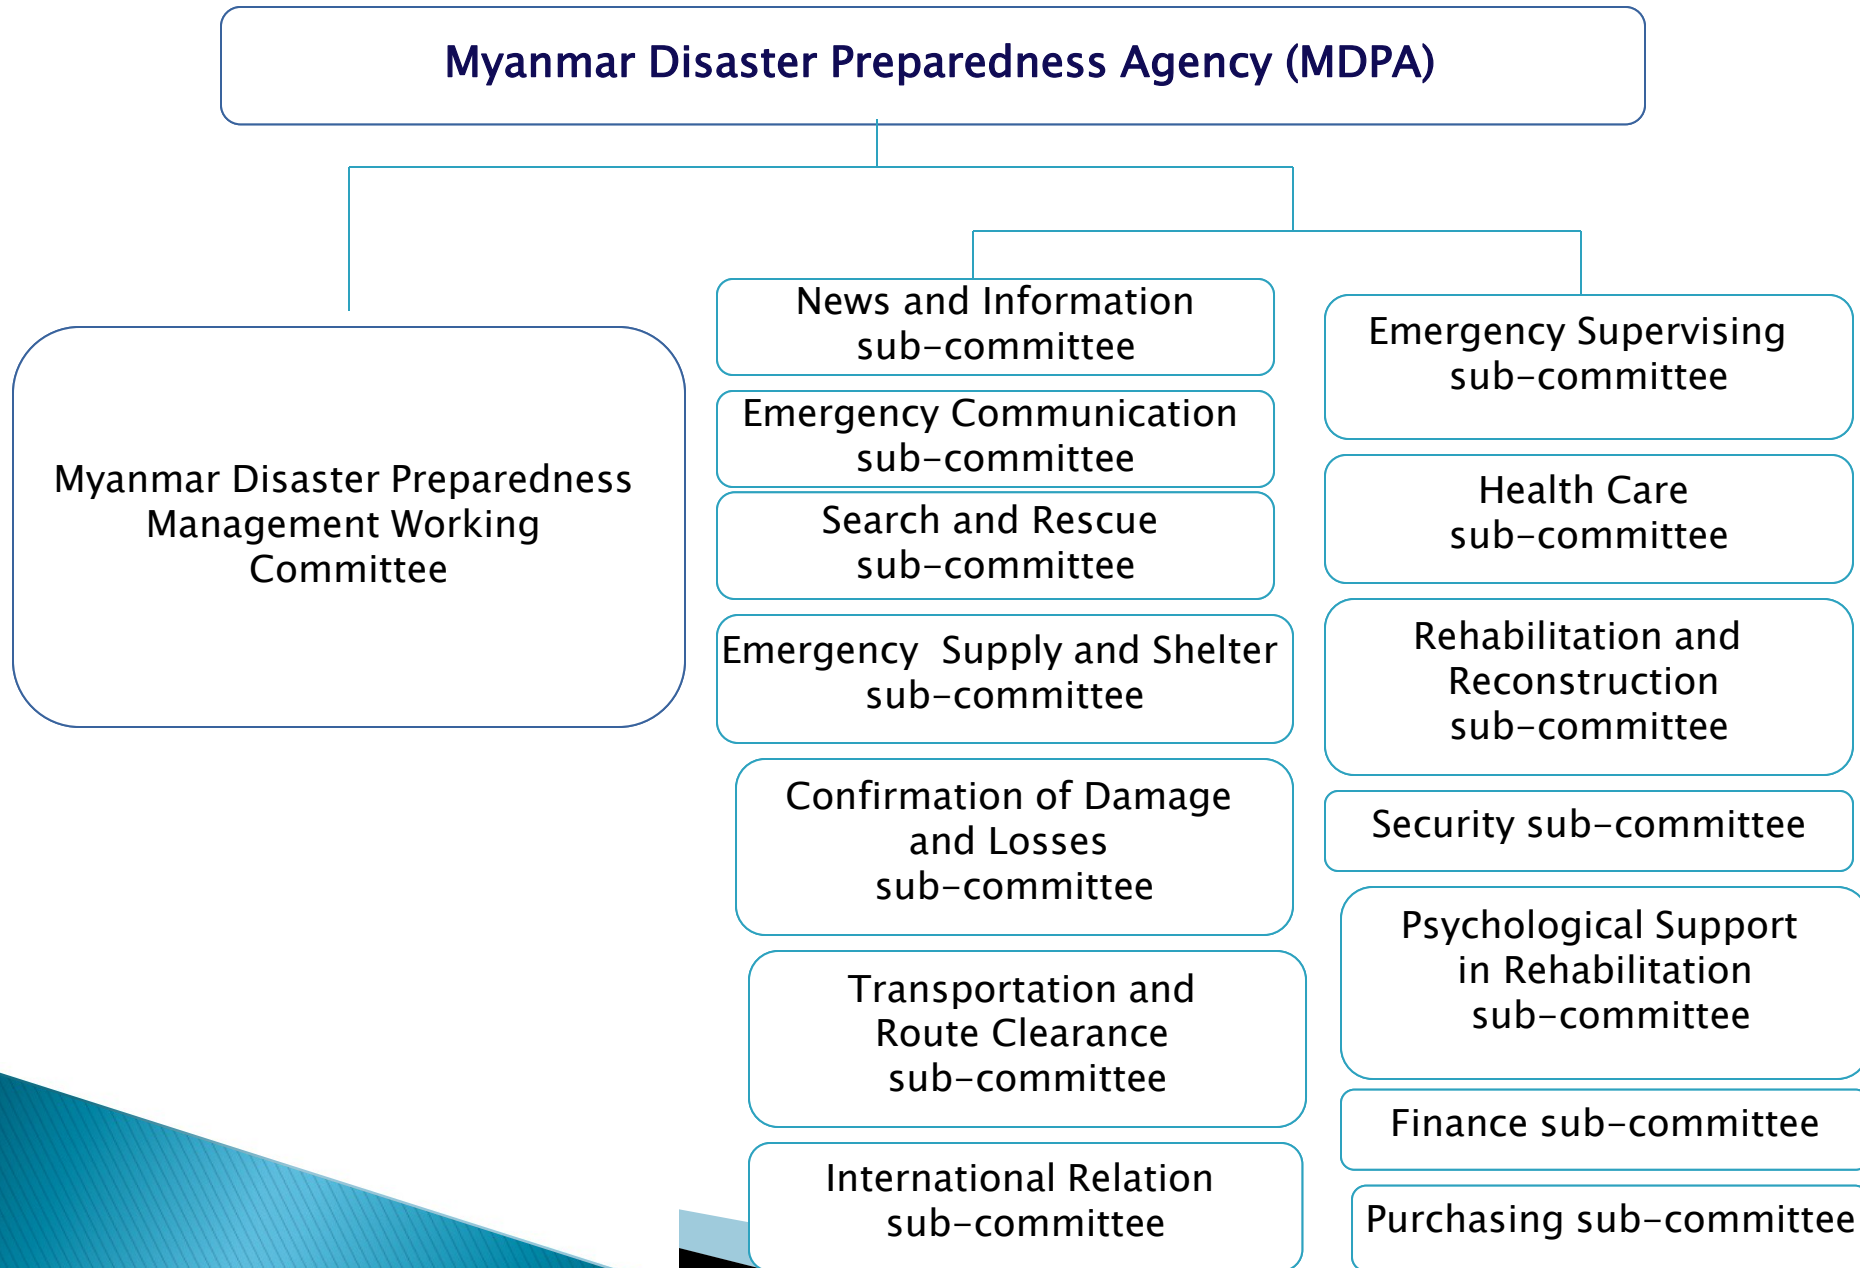 Myanmar Disaster Preparedness Agency (MDPA)
Myanmar Disaster Preparedness
Management Working
Committee
News and Information
sub-committee
Emergency Communication
sub-committee
Search and Rescue
sub-committee
Emergency  Supply and Shelter
sub-committee
Confirmation of Damage
and Losses
sub-committee
Transportation and
Route Clearance
sub-committee
International Relation
sub-committee
Emergency Supervising
sub-committee
Health Care
sub-committee
Rehabilitation and
Reconstruction
sub-committee
Security sub-committee
Psychological Support
in Rehabilitation
sub-committee
Finance sub-committee
Purchasing sub-committee